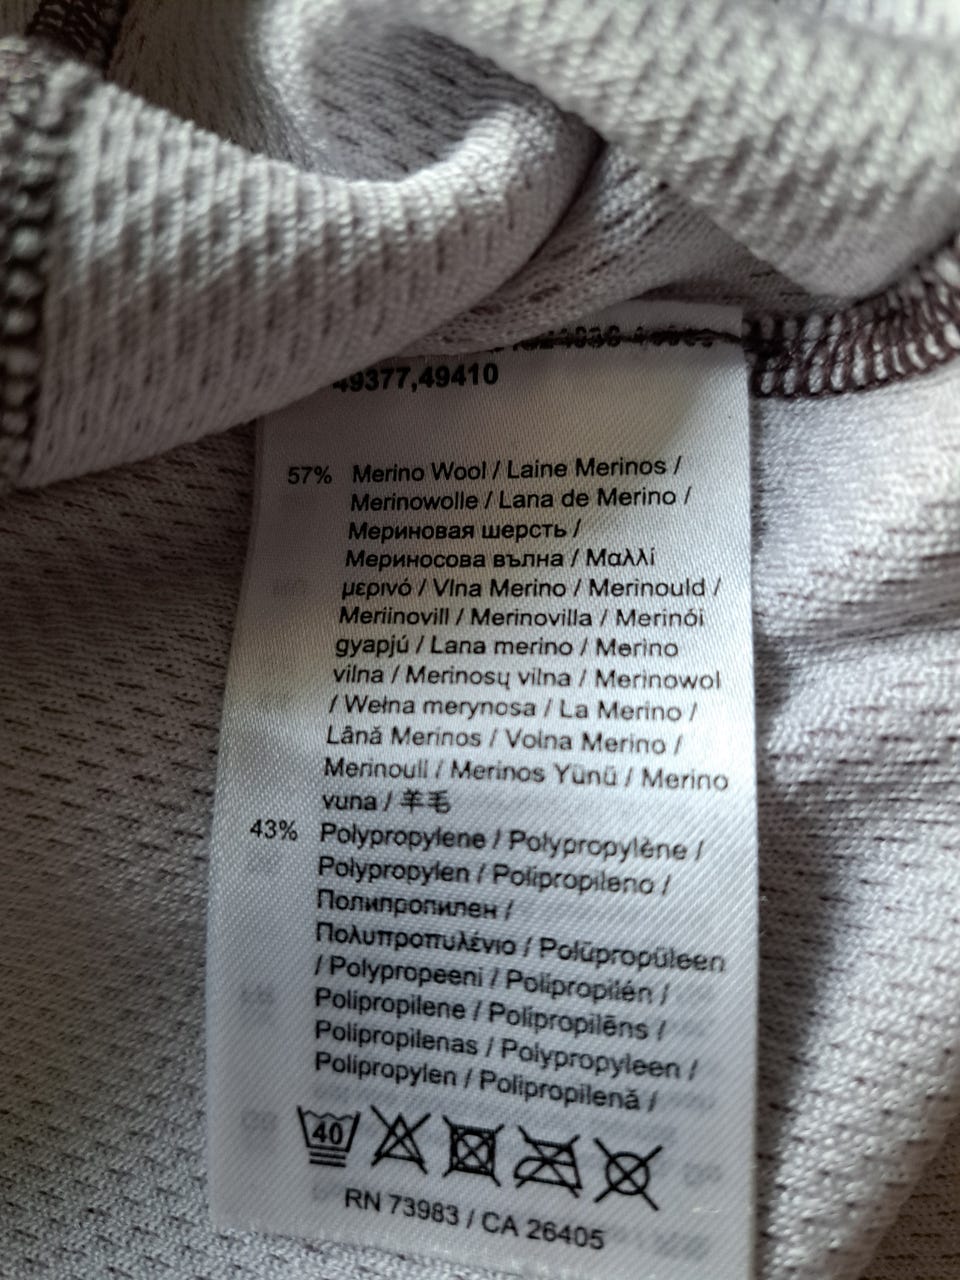 49377,49410
57% Merino Wool / Laine Merinos /
Merinowolle / Lana de Merino /
Мериновая шерсть /
Мериносова вълна / Μαλλί
μερινό / Vlna Merino / Merinould /
Meriinovill / Merinovilla / Merinói
gyapjú / Lana merino / Merino
vilna / Merinosų vilna / Merinowol
/ Wełna merynosa / La Merino /
Lână Merinos / Volna Merino /
Merinoull / Merinos Yünü / Merino
vuna / 羊毛
43% Polypropylene / Polypropylène /
Polypropylen / Polipropileno /
Полипропилен /
Πολυπροπυλένιο / Polüpropüleen
/ Polypropeeni / Polipropilén /
Polipropilene / Polipropilēns /
Polipropilenas / Polypropyleen /
Polipropylen / Polipropilenă /
40
RN 73983 / CA 26405